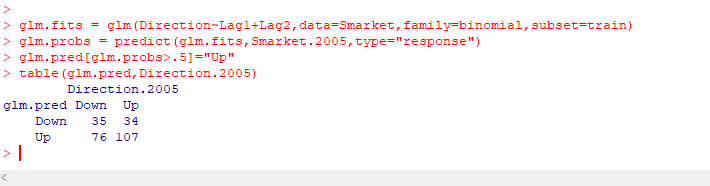 >
> glm.fits = glm(Direction~Lag1+Lag2,data=Smarket,family=binomial,subset=train)
> glm.probs = predict(glm.fits,Smarket.2005,type="response")
> glm.pred[glm.probs>.5]="Up"
> table(glm.pred,Direction.2005)
        Direction.2005
glm.pred Down  Up
    Down   35  34
    Up     76 107
>